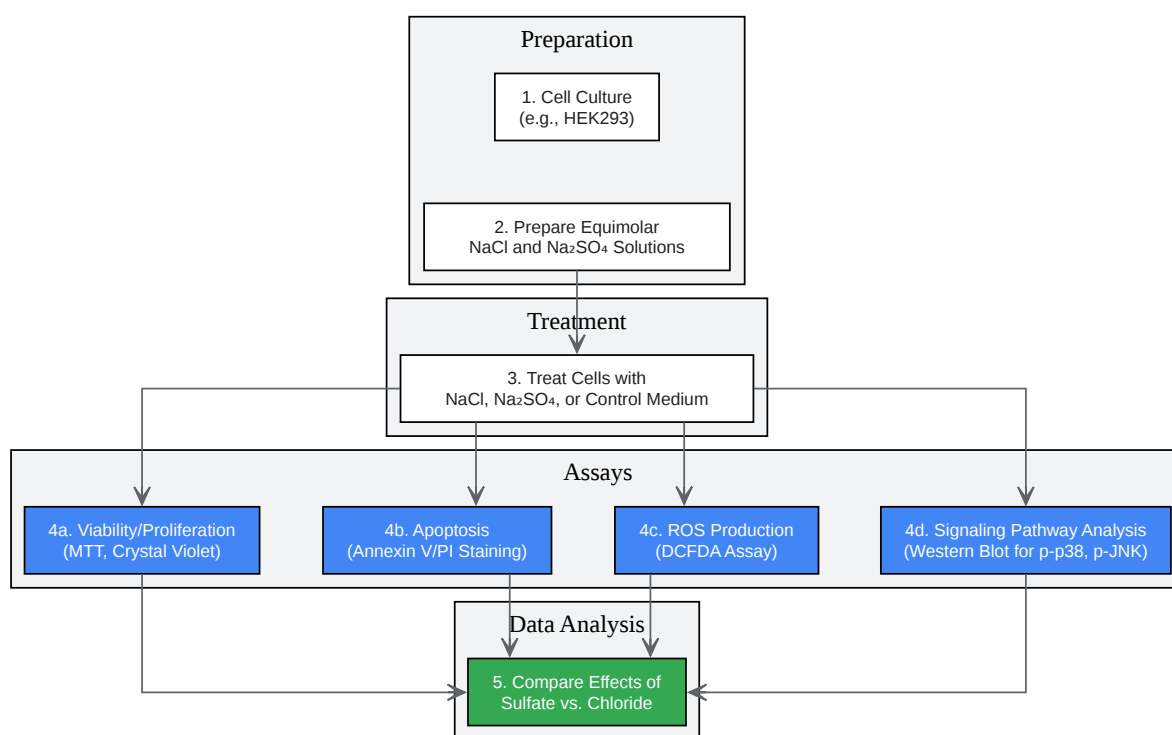 Preparation
1. Cell Culture
(e.g., HEK293)
2. Prepare Equimolar
NaCl and Na₂SO₄ Solutions
Treatment
3. Treat Cells with
NaCl, Na₂SO₄, or Control Medium
Assays
4a. Viability/Proliferation
(MTT, Crystal Violet)
4b. Apoptosis
(Annexin V/PI Staining)
4c. ROS Production
(DCFDA Assay)
4d. Signaling Pathway Analysis
(Western Blot for p-p38, p-JNK)
Data Analysis
5. Compare Effects of
Sulfate vs. Chloride